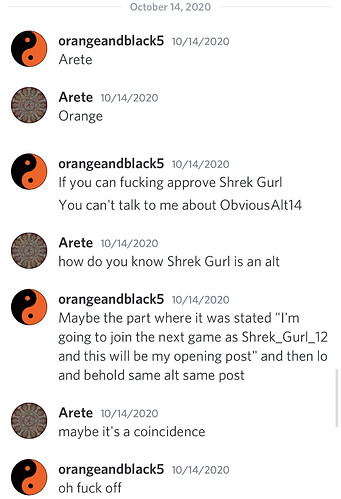 October 14, 2020
orangeandblack5 10/14/2020
Arete
Arete 10/14/2020
Orange
orangeandblack5 10/14/2020
If you can fucking approve Shrek Gurl
You can't talk to me about ObviousAlt14
Arete 10/14/2020
how do you know Shrek Gurl is an alt
orangeandblack5 10/14/2020
Maybe the part where it was stated "I'm
going to join the next game as Shrek_Gurl_12
and this will be my opening post" and then lo
and behold same alt same post
Arete 10/14/2020
maybe it's a coincidence
orangeandblack5 10/14/2020
oh fuck off